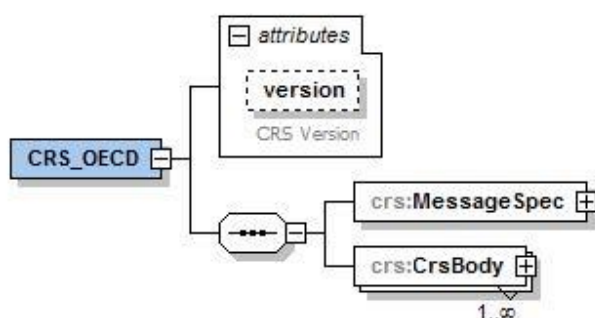 attributes
version
CRS Version
CRS_OECD
crs:MessageSpec
crs:CrsBody
1..∞